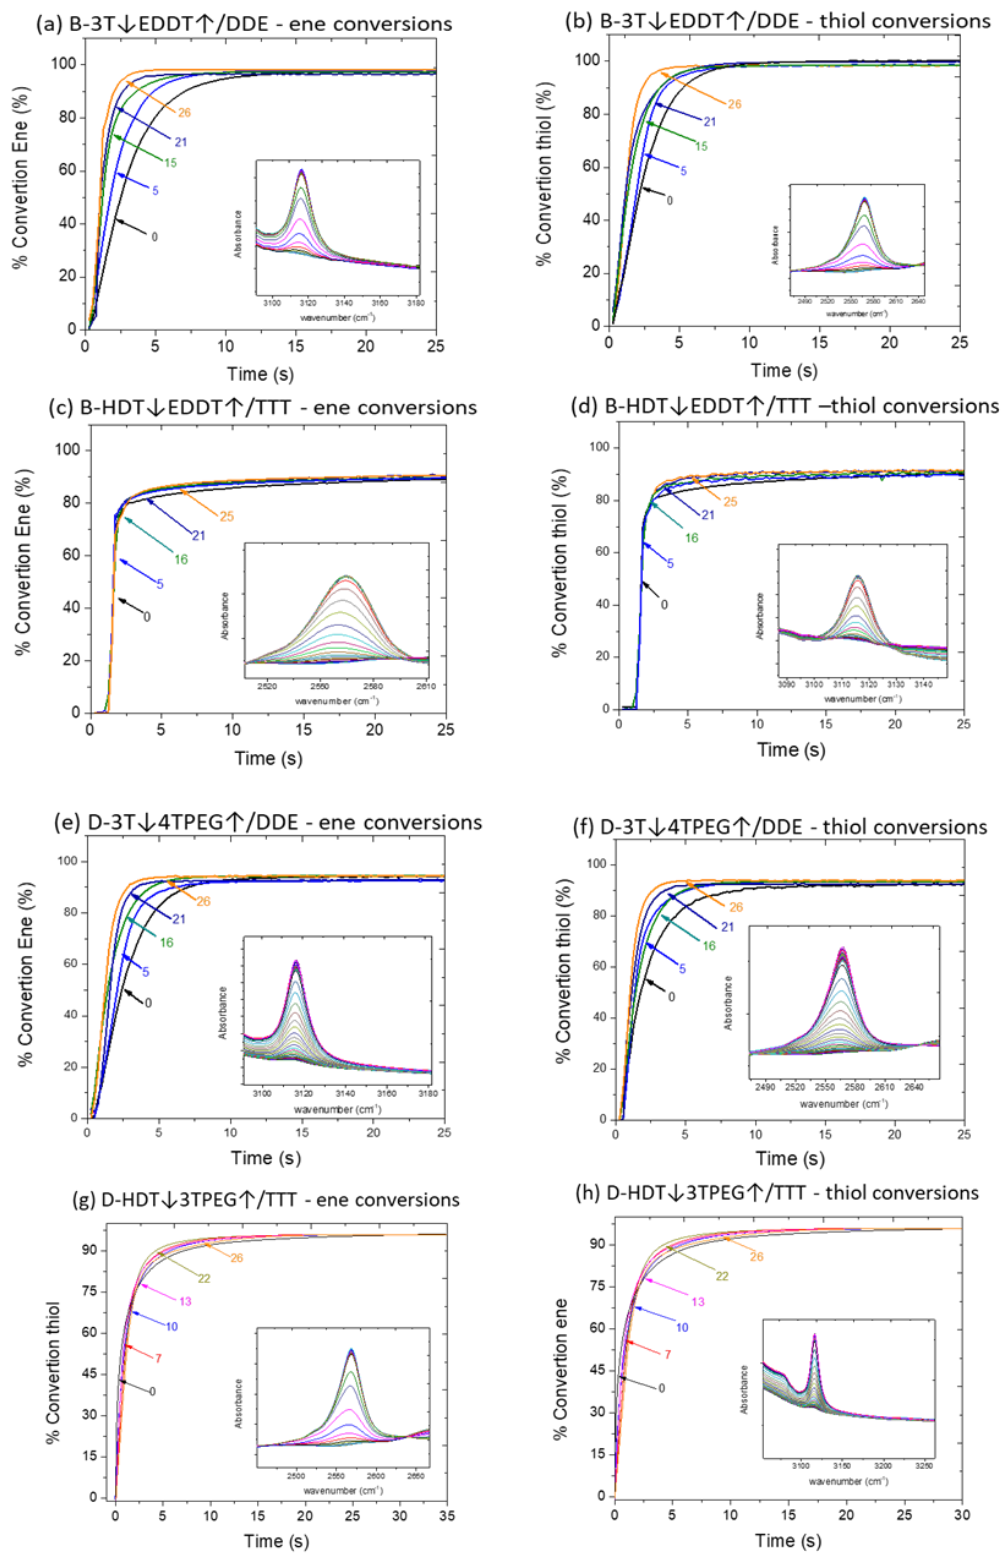 (a) B-3T↓EDDT↑/DDE - ene conversions
% Convertion Ene (%)
100
80
60
40
20
0
26
21
15
5
0
Absorbance
3100 3120 3140 3160 3180
wavenumber (cm⁻¹)
0 5 10 15 20 25
Time (s)
(b) B-3T↓EDDT↑/DDE - thiol conversions
% Convertion thiol (%)
100
80
60
40
20
0
26
21
15
5
0
Absorbance
2490 2520 2560 2580 2610 2640
wavenumber (cm⁻¹)
0 5 10 15 20 25
Time (s)
(c) B-HDT↓EDDT↑/TTT - ene conversions
% Convertion Ene (%)
100
80
60
40
20
0
25
21
16
5
0
Absorbance
2520 2550 2580 2610
wavenumber (cm⁻¹)
0 5 10 15 20 25
Time (s)
(d) B-HDT↓EDDT↑/TTT –thiol conversions
% Convertion thiol (%)
100
80
60
40
20
0
25
21
16
5
0
Absorbance
3090 3100 3110 3120 3130 3140
wavenumber (cm⁻¹)
0 5 10 15 20 25
Time (s)
(e) D-3T↓4TPEG↑/DDE - ene conversions
% Convertion Ene (%)
100
80
60
40
20
0
26
21
16
5
0
Absorbance
3100 3120 3140 3160 3180
wavenumber (cm⁻¹)
0 5 10 15 20 25
Time (s)
(f) D-3T↓4TPEG↑/DDE - thiol conversions
% Convertion thiol (%)
100
80
60
40
20
0
26
21
16
5
0
Absorbance
2490 2520 2550 2580 2610 2640
wavenumber (cm⁻¹)
0 5 10 15 20 25
Time (s)
(g) D-HDT↓3TPEG↑/TTT - ene conversions
% Convertion thiol
90
75
60
45
30
15
0
26
22
13
10
7
0
Absorbance
2500 2550 2600 2650
wavenumber (cm⁻¹)
0 5 10 15 20 25 30 35
Time (s)
(h) D-HDT↓3TPEG↑/TTT - thiol conversions
% Convertion ene
90
75
60
45
30
15
0
26
22
13
10
7
0
Absorbance
3100 3150 3200 3250
wavenumber (cm⁻¹)
0 5 10 15 20 25 30
Time (s)